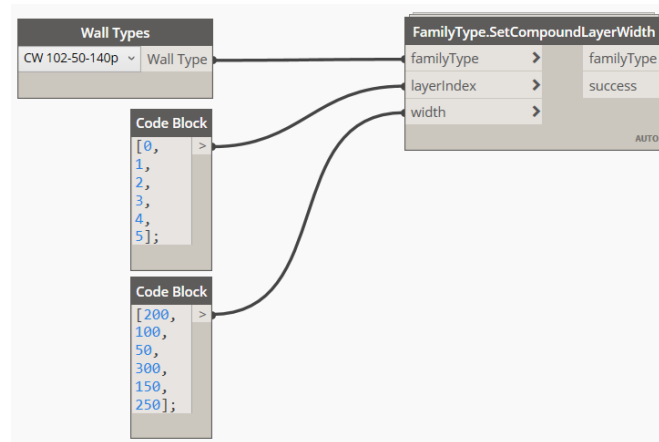 Wall Types
CW 102-50-140p Wall Type
FamilyType.SetCompoundLayerWidth
familyType > familyType
layerIndex > success
width >
AUTO
Code Block
[0, >
1,
2,
3,
4,
5];
Code Block
[200, >
100,
50,
300,
150,
250];